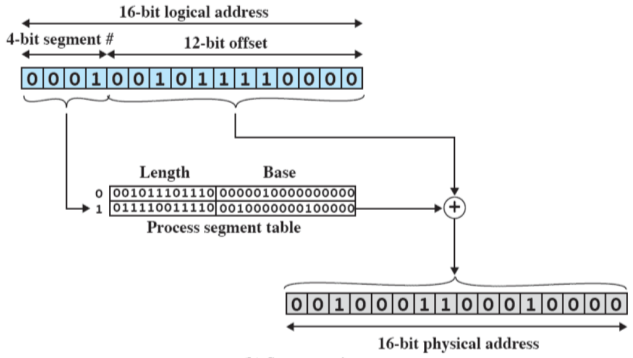 16-bit logical address
4-bit segment # 12-bit offset
0 0 0 1 0 0 1 0 1 1 1 1 0 0 0 0
Length Base
0 001011101110 0000010000000000
1 011110011110 0010000000100000
+
Process segment table
0 0 1 0 0 0 1 1 0 0 0 1 0 0 0 0
16-bit physical address